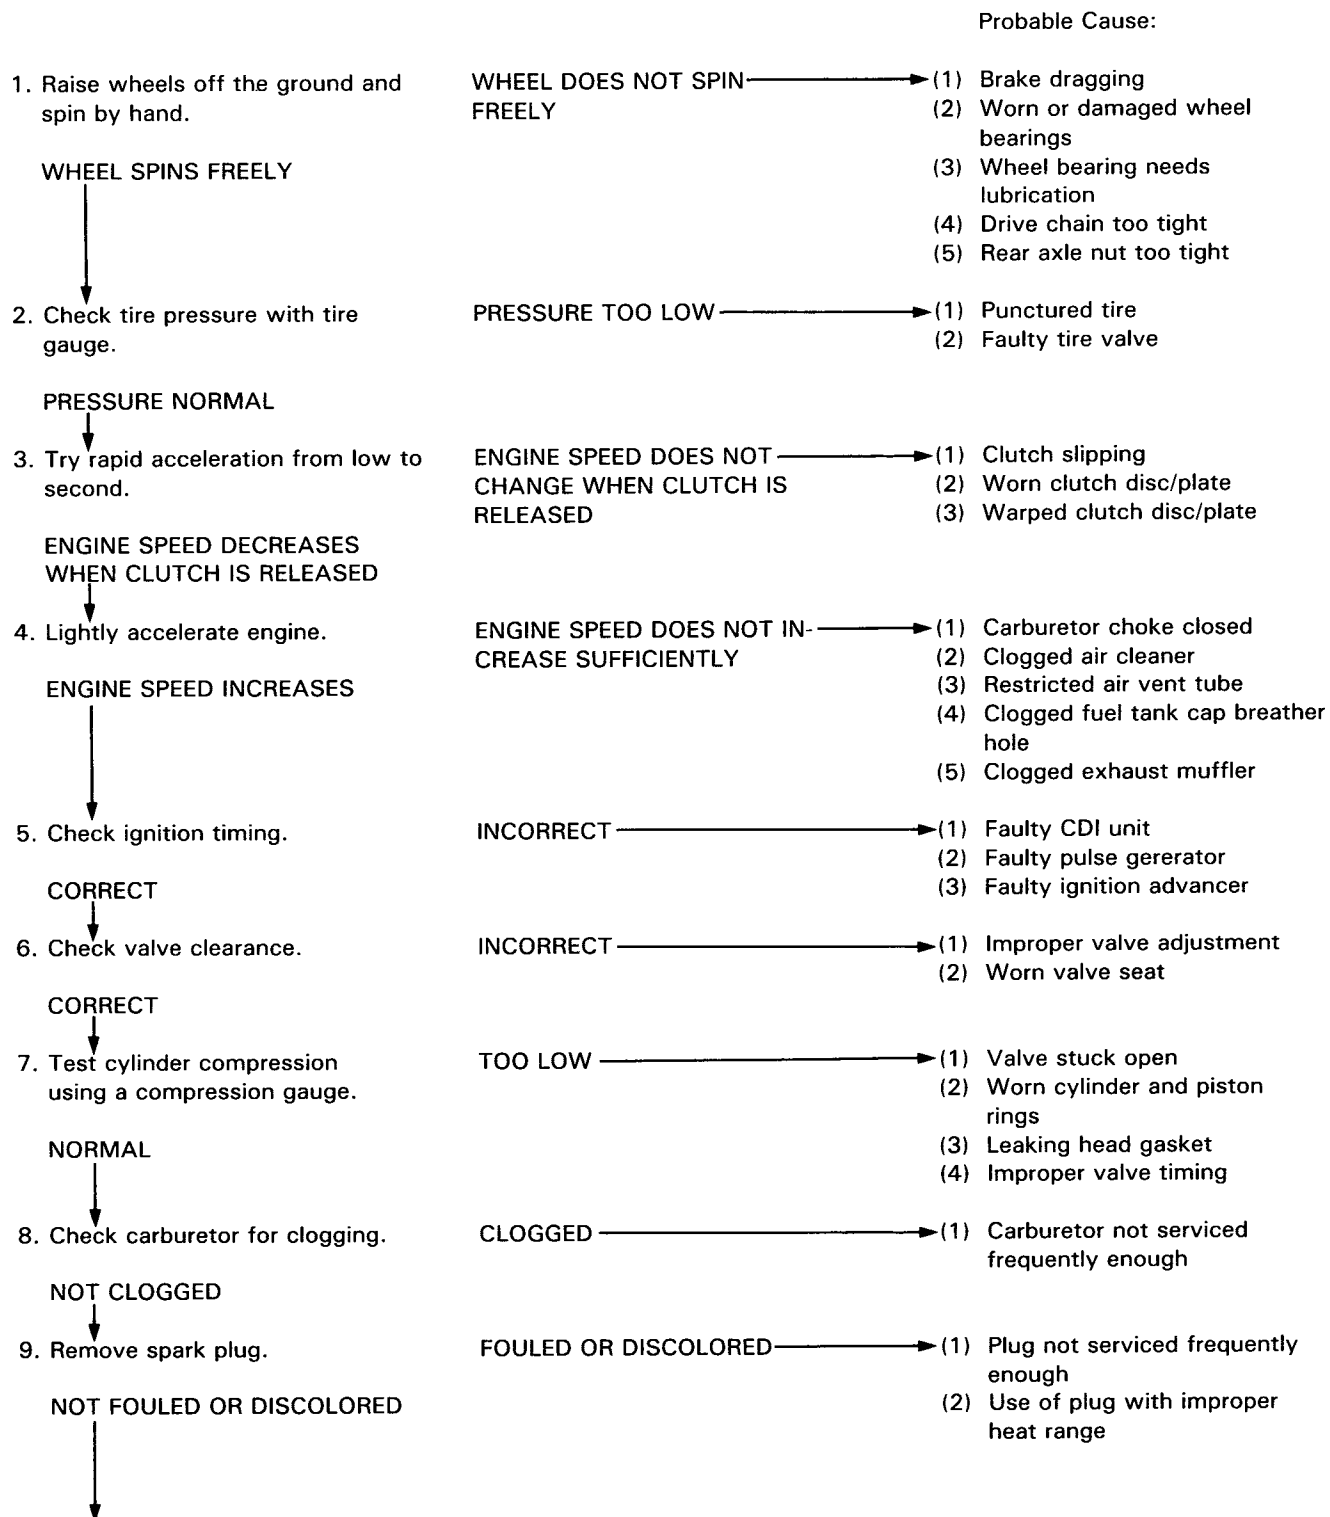 Probable Cause:
1. Raise wheels off the ground and
spin by hand.
WHEEL SPINS FREELY
WHEEL DOES NOT SPIN
FREELY
(1) Brake dragging
(2) Worn or damaged wheel
bearings
(3) Wheel bearing needs
lubrication
(4) Drive chain too tight
(5) Rear axle nut too tight
2. Check tire pressure with tire
gauge.
PRESSURE NORMAL
PRESSURE TOO LOW
(1) Punctured tire
(2) Faulty tire valve
3. Try rapid acceleration from low to
second.
ENGINE SPEED DECREASES
WHEN CLUTCH IS RELEASED
ENGINE SPEED DOES NOT
CHANGE WHEN CLUTCH IS
RELEASED
(1) Clutch slipping
(2) Worn clutch disc/plate
(3) Warped clutch disc/plate
4. Lightly accelerate engine.
ENGINE SPEED INCREASES
ENGINE SPEED DOES NOT IN-
CREASE SUFFICIENTLY
(1) Carburetor choke closed
(2) Clogged air cleaner
(3) Restricted air vent tube
(4) Clogged fuel tank cap breather
hole
(5) Clogged exhaust muffler
5. Check ignition timing.
CORRECT
INCORRECT
(1) Faulty CDI unit
(2) Faulty pulse gererator
(3) Faulty ignition advancer
6. Check valve clearance.
CORRECT
INCORRECT
(1) Improper valve adjustment
(2) Worn valve seat
7. Test cylinder compression
using a compression gauge.
NORMAL
TOO LOW
(1) Valve stuck open
(2) Worn cylinder and piston
rings
(3) Leaking head gasket
(4) Improper valve timing
8. Check carburetor for clogging.
NOT CLOGGED
CLOGGED
(1) Carburetor not serviced
frequently enough
9. Remove spark plug.
NOT FOULED OR DISCOLORED
FOULED OR DISCOLORED
(1) Plug not serviced frequently
enough
(2) Use of plug with improper
heat range